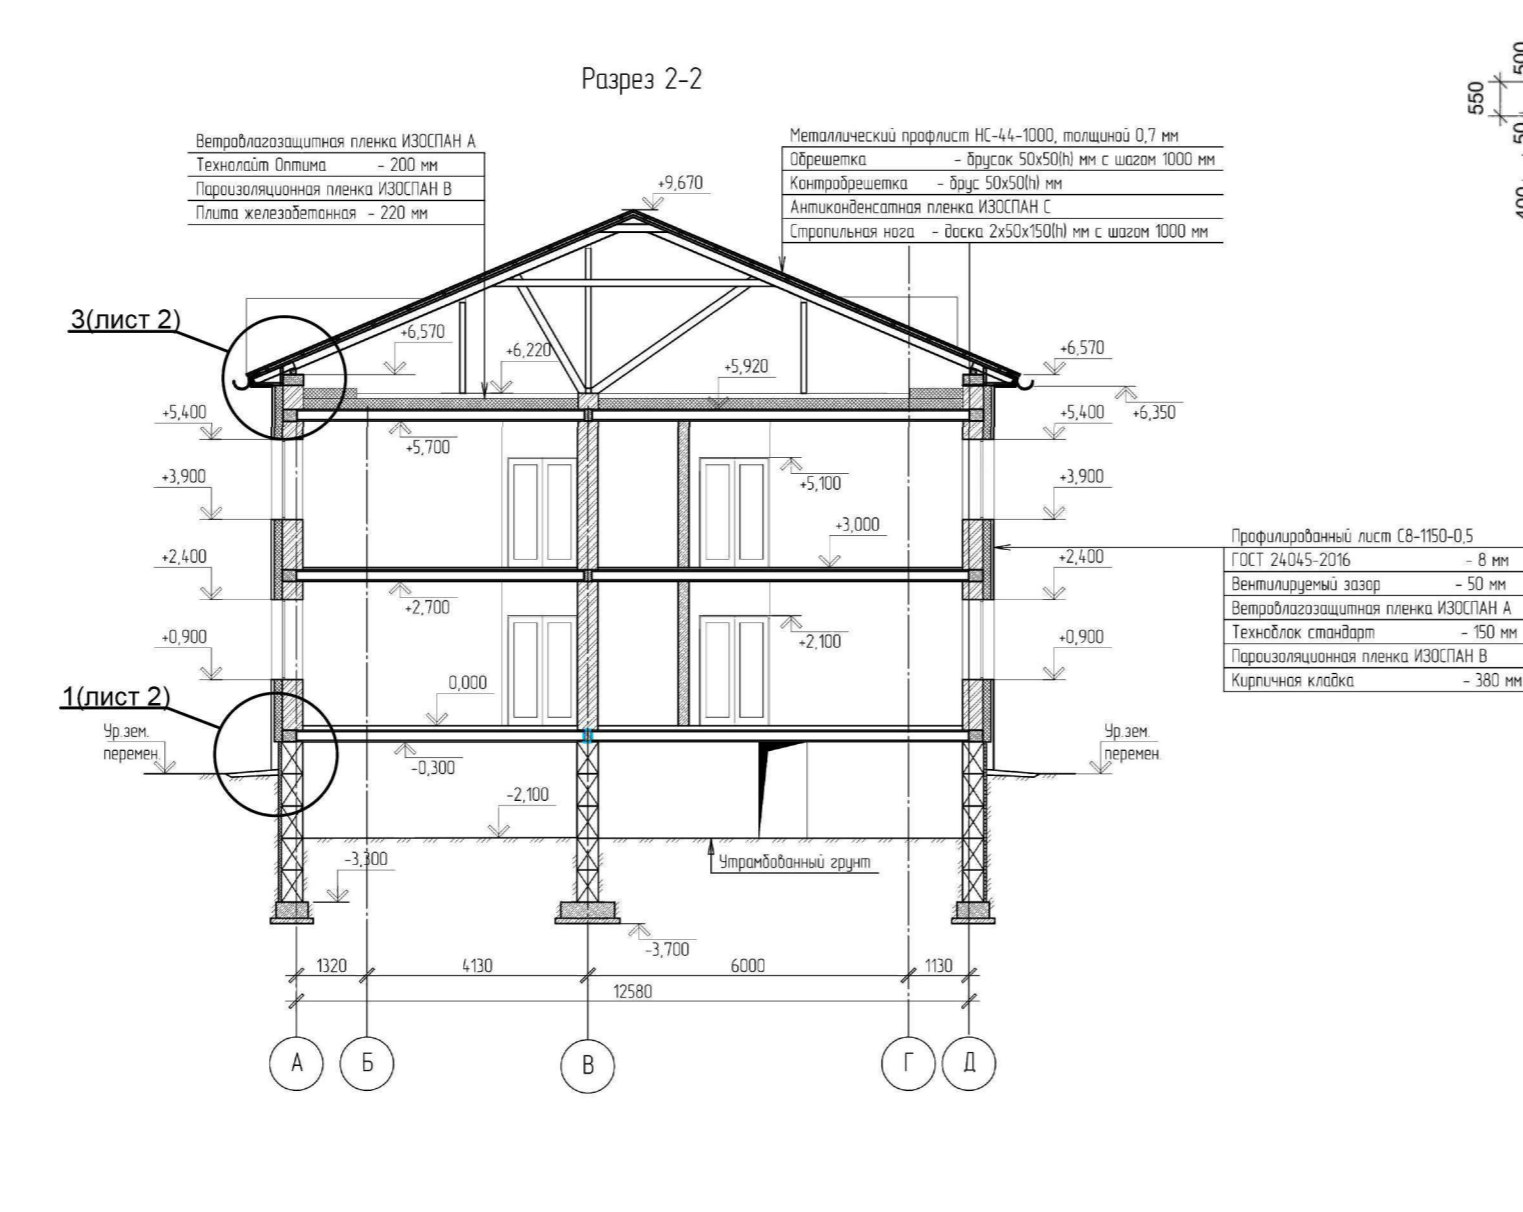 Разрез 2-2
550
500
50
400
Ветровлагозащитная пленка ИЗОСПАН А
Технолайт Оптима - 200 мм
Пароизоляционная пленка ИЗОСПАН В
Плита железобетонная - 220 мм
Металлический профлист НС-44-1000, толщиной 0,7 мм
Обрешетка - брусок 50х50(h) мм с шагом 1000 мм
Контробрешетка - брус 50х50(h) мм
Антиконденсатная пленка ИЗОСПАН С
Стропильная нога - доска 2х50х150(h) мм с шагом 1000 мм
+9,670
3(лист 2)
+6,570
+6,220
+5,920
+6,570
+6,350
+5,400
+5,700
+5,400
+3,900
+5,100
+3,900
+3,000
+2,400
+2,700
+2,400
+0,900
+2,100
+0,900
Профилированный лист С8-1150-0,5
ГОСТ 24045-2016 - 8 мм
Вентилируемый зазор - 50 мм
Ветровлагозащитная пленка ИЗОСПАН А
Техноблок стандарт - 150 мм
Пароизоляционная пленка ИЗОСПАН В
Кирпичная кладка - 380 мм
1(лист 2)
0,000
Ур.зем.
перемен.
Ур.зем.
перемен.
-0,300
-2,100
-3,300
Утрамбованный грунт
-3,700
1320
4130
6000
1130
12580
А
Б
В
Г
Д